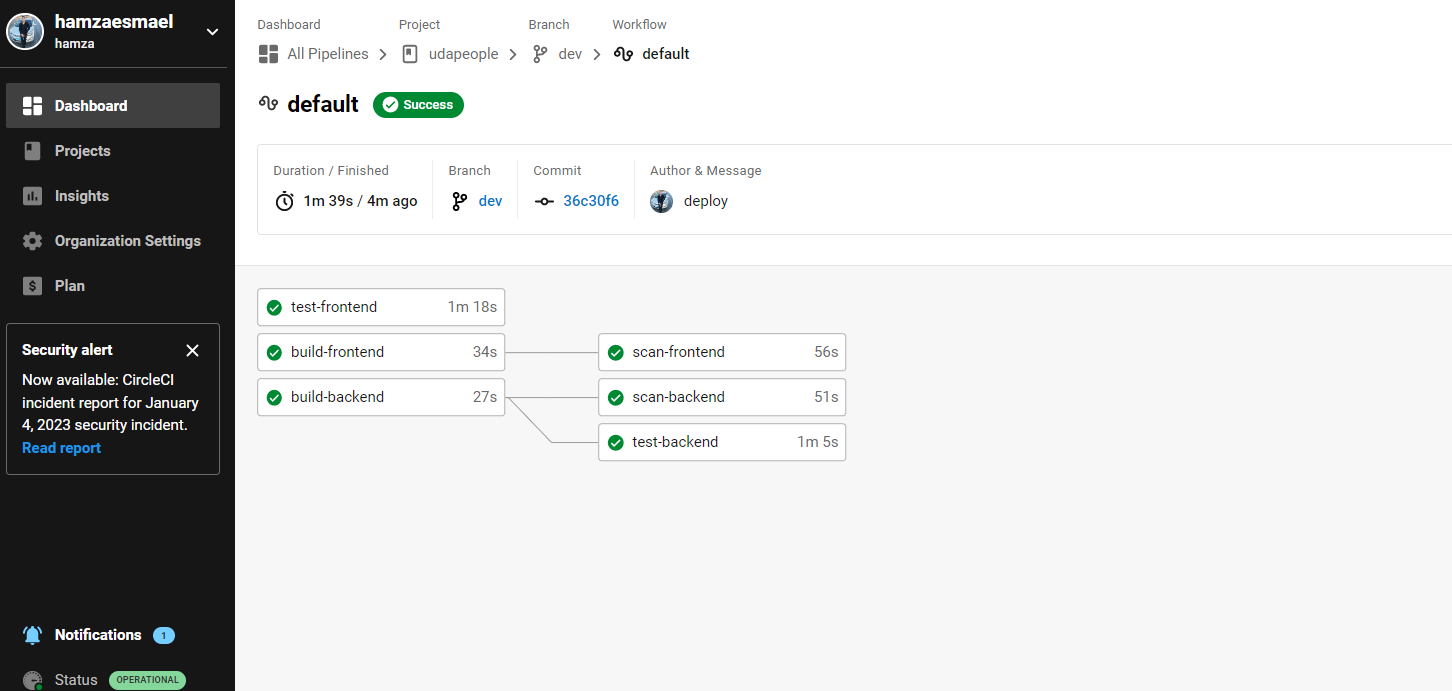 hamzaesmael
hamza
Dashboard
Projects
Insights
Organization Settings
Plan
Security alert
Now available: CircleCI
incident report for January
4, 2023 security incident.
Read report
Notifications 1
Status OPERATIONAL
Dashboard Project Branch Workflow
All Pipelines udapeople dev default
default Success
Duration / Finished Branch Commit Author & Message
1m 39s / 4m ago dev 36c30f6 deploy
test-frontend 1m 18s
build-frontend 34s scan-frontend 56s
build-backend 27s scan-backend 51s
test-backend 1m 5s